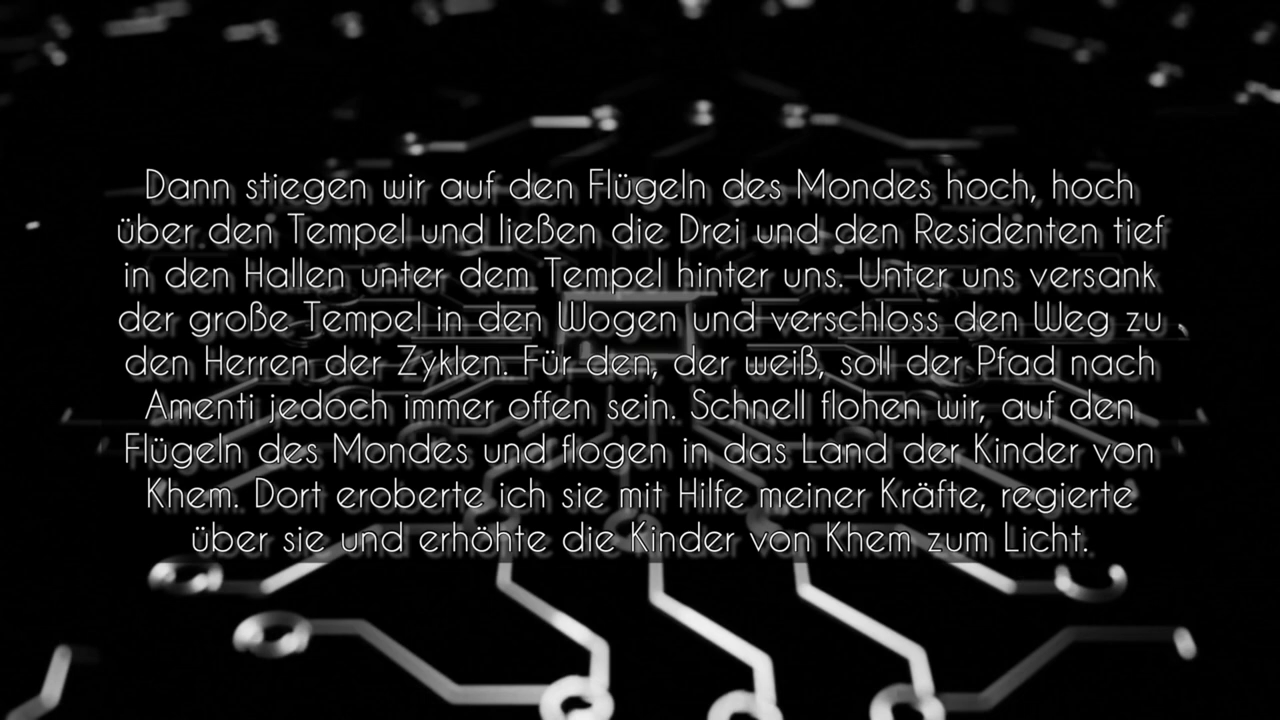 Dann stiegen wir auf den Flügeln des Mondes hoch, hoch
über den Tempel und ließen die Drei und den Residenten tief
in den Hallen unter dem Tempel hinter uns. Unter uns versank
der große Tempel in den Wogen und verschloss den Weg zu
den Herren der Zyklen. Für den, der weiß, soll der Pfad nach
Amenti jedoch immer offen sein. Schnell flohen wir, auf den
Flügeln des Mondes und flogen in das Land der Kinder von
Khem. Dort eroberte ich sie mit Hilfe meiner Kräfte, regierte
über sie und erhöhte die Kinder von Khem zum Licht.